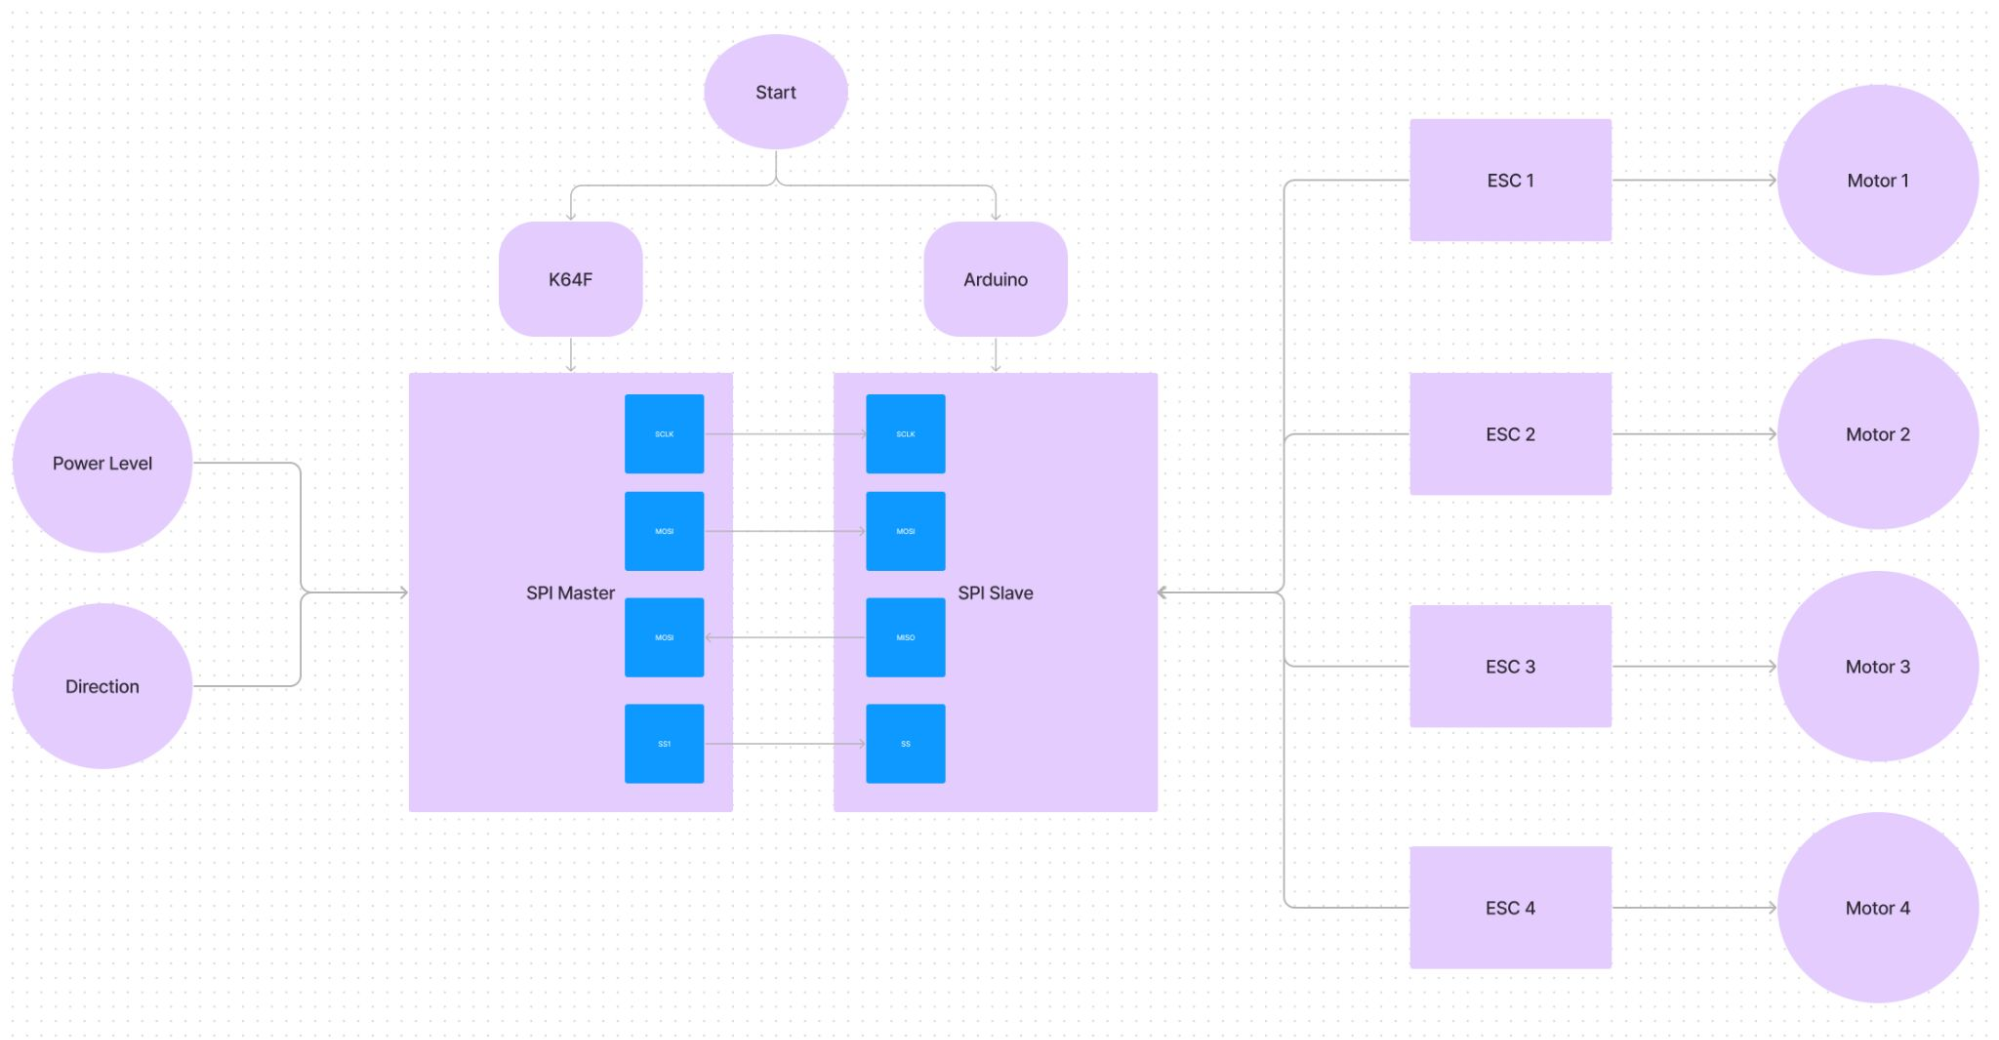 Start
K64F
Arduino
Power Level
Direction
SPI Master
SCLK
MOSI
MOSI
SS1
SPI Slave
SCLK
MOSI
MISO
SS
ESC 1
Motor 1
ESC 2
Motor 2
ESC 3
Motor 3
ESC 4
Motor 4